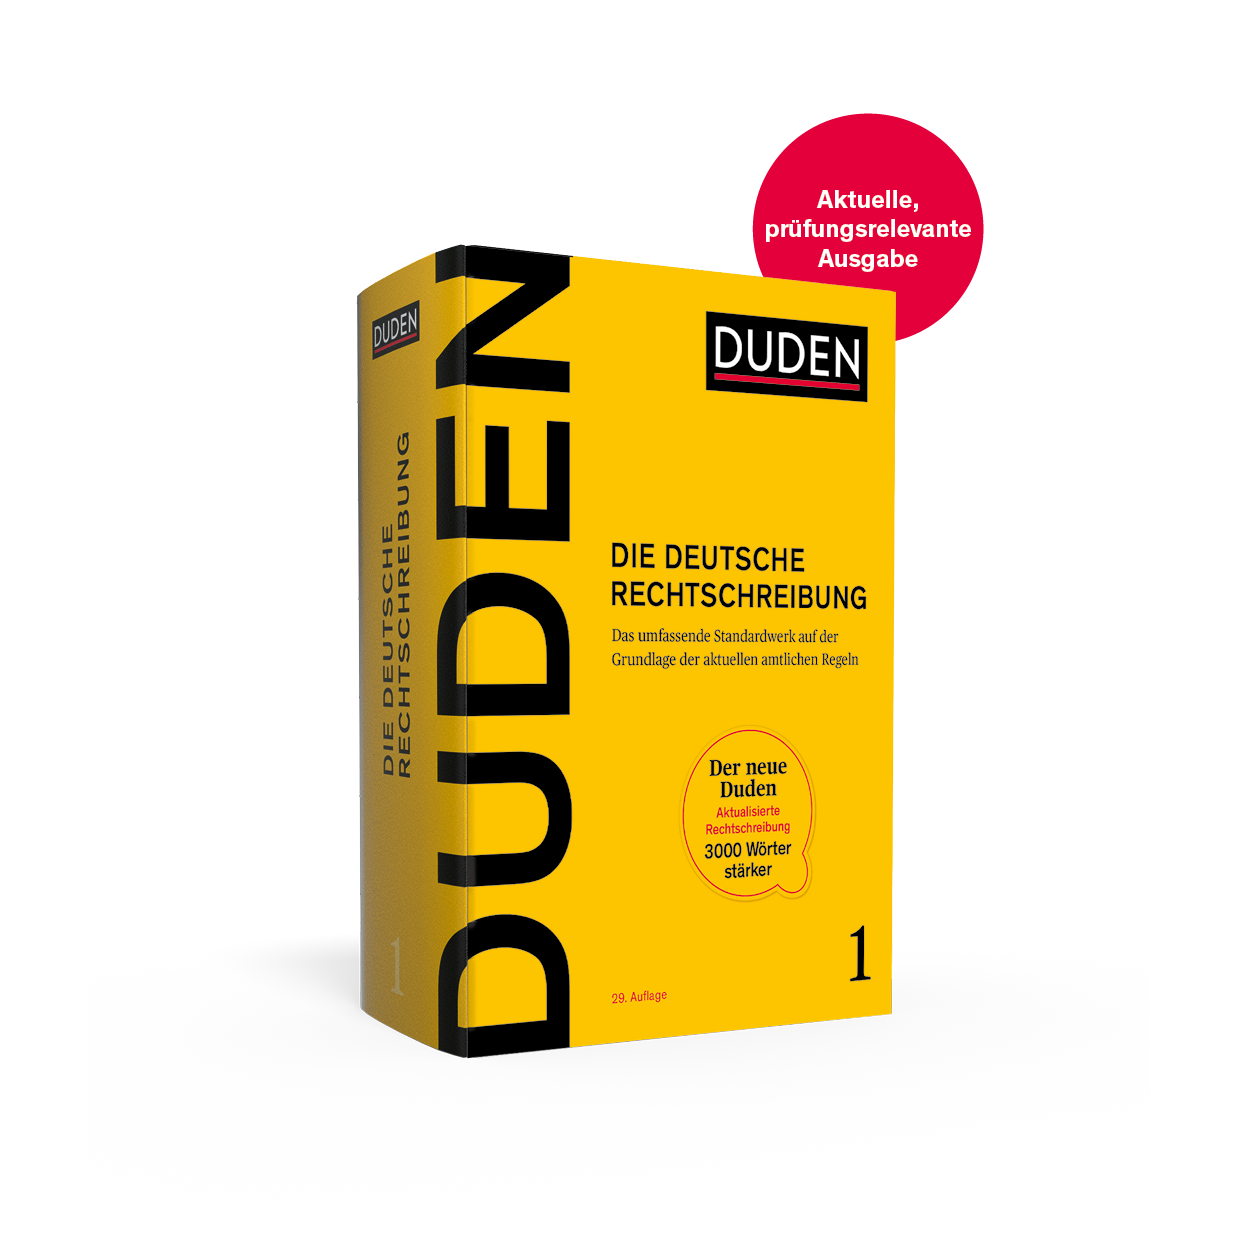 Aktuelle,
prüfungsrelevante
Ausgabe
DUDEN
DIE DEUTSCHE
RECHTSCHREIBUNG
1
DUDEN
DUDEN
DIE DEUTSCHE
RECHTSCHREIBUNG
Das umfassende Standardwerk auf der
Grundlage der aktuellen amtlichen Regeln
Der neue
Duden
Aktualisierte
Rechtschreibung
3000 Wörter
stärker
1
29. Auflage